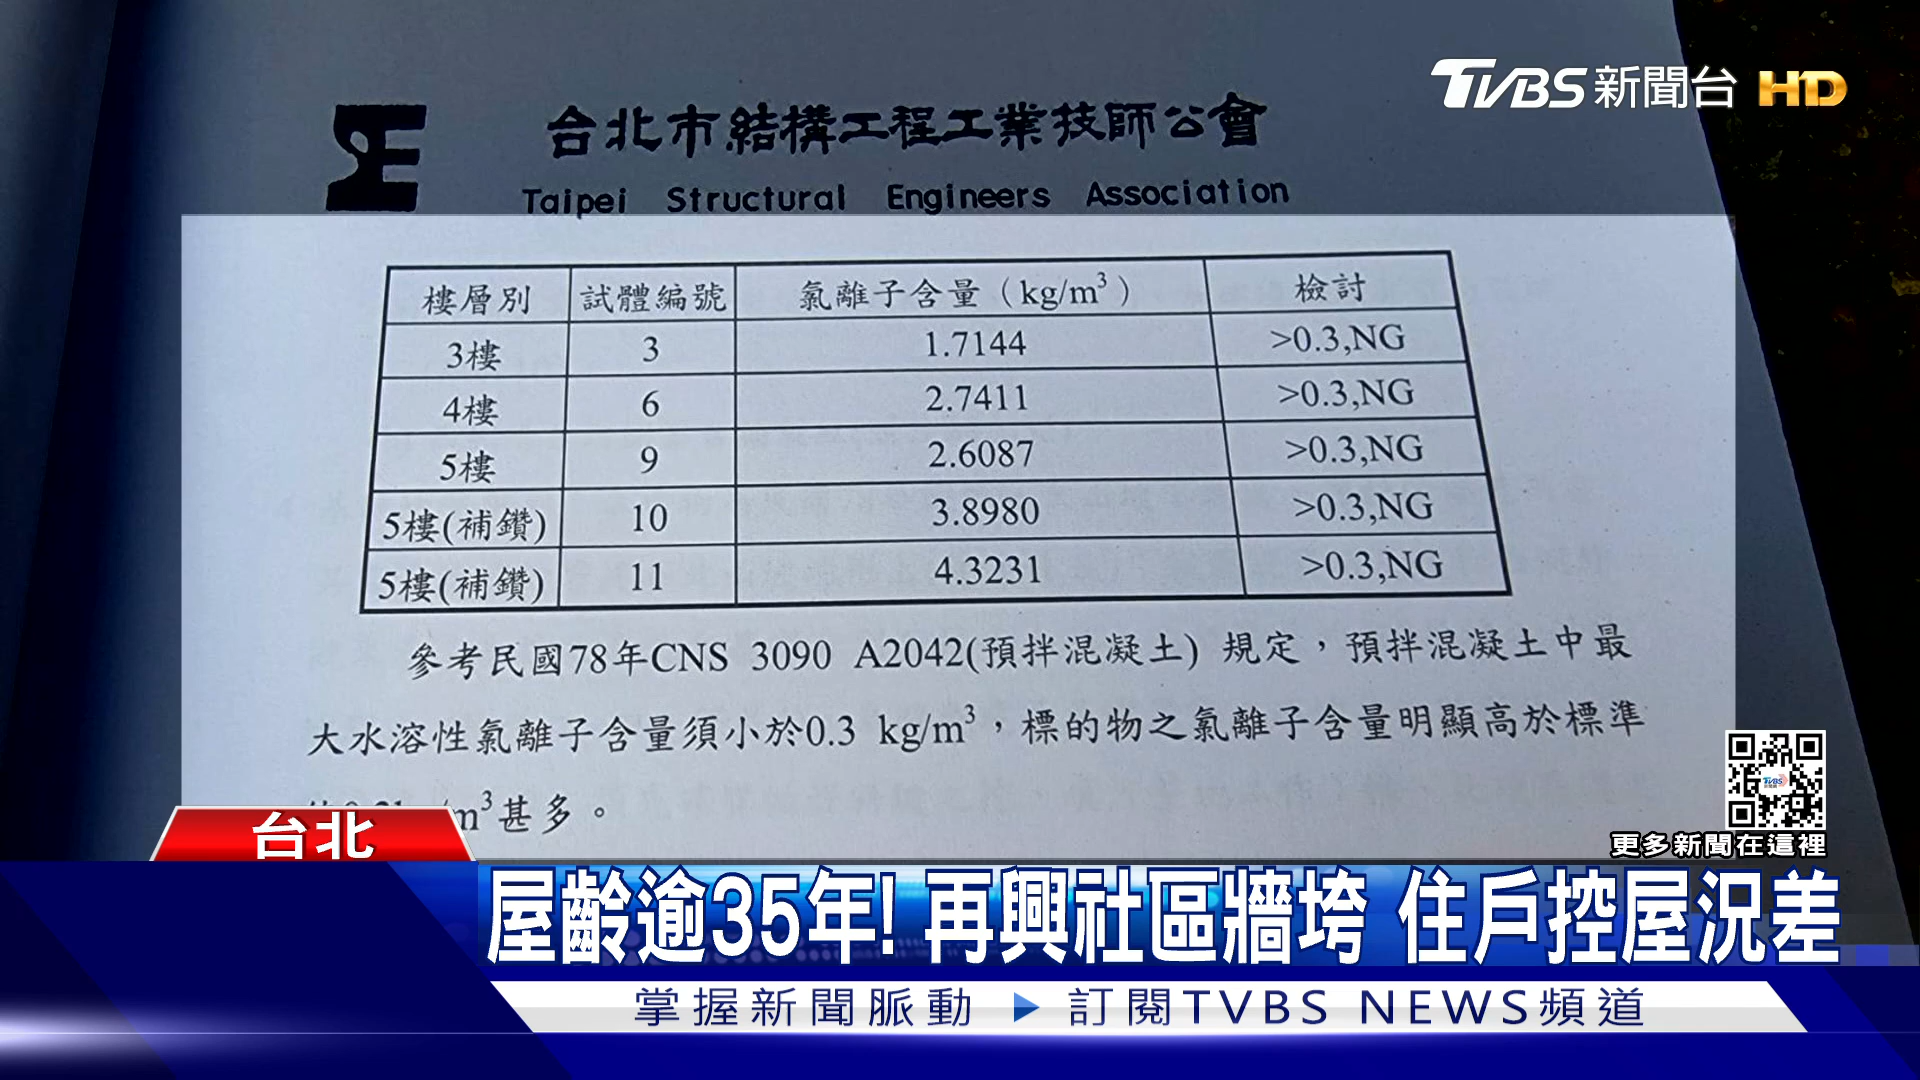 TVBS新聞台 HD
台北市結構工程工業技師公會
Taipei Structural Engineers Association
樓層別 試體編號 氯離子含量（kg/m³） 檢討
3樓 3 1.7144 >0.3,NG
4樓 6 2.7411 >0.3,NG
5樓 9 2.6087 >0.3,NG
5樓(補鑽) 10 3.8980 >0.3,NG
5樓(補鑽) 11 4.3231 >0.3,NG
參考民國78年CNS 3090 A2042(預拌混凝土) 規定，預拌混凝土中最
大水溶性氯離子含量須小於0.3 kg/m³，標的物之氯離子含量明顯高於標準
/m³甚多。
TVBS
更多新聞在這裡
台北
屋齡逾35年! 再興社區牆垮 住戶控屋況差
掌握新聞脈動 ▶ 訂閱TVBS NEWS頻道